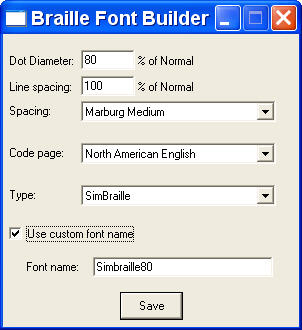 Braille Font Builder
Dot Diameter: 80 % of Normal
Line spacing: 100 % of Normal
Spacing: Marburg Medium
Code page: North American English
Type: SimBraille
Use custom font name
Font name: Simbraille80
Save